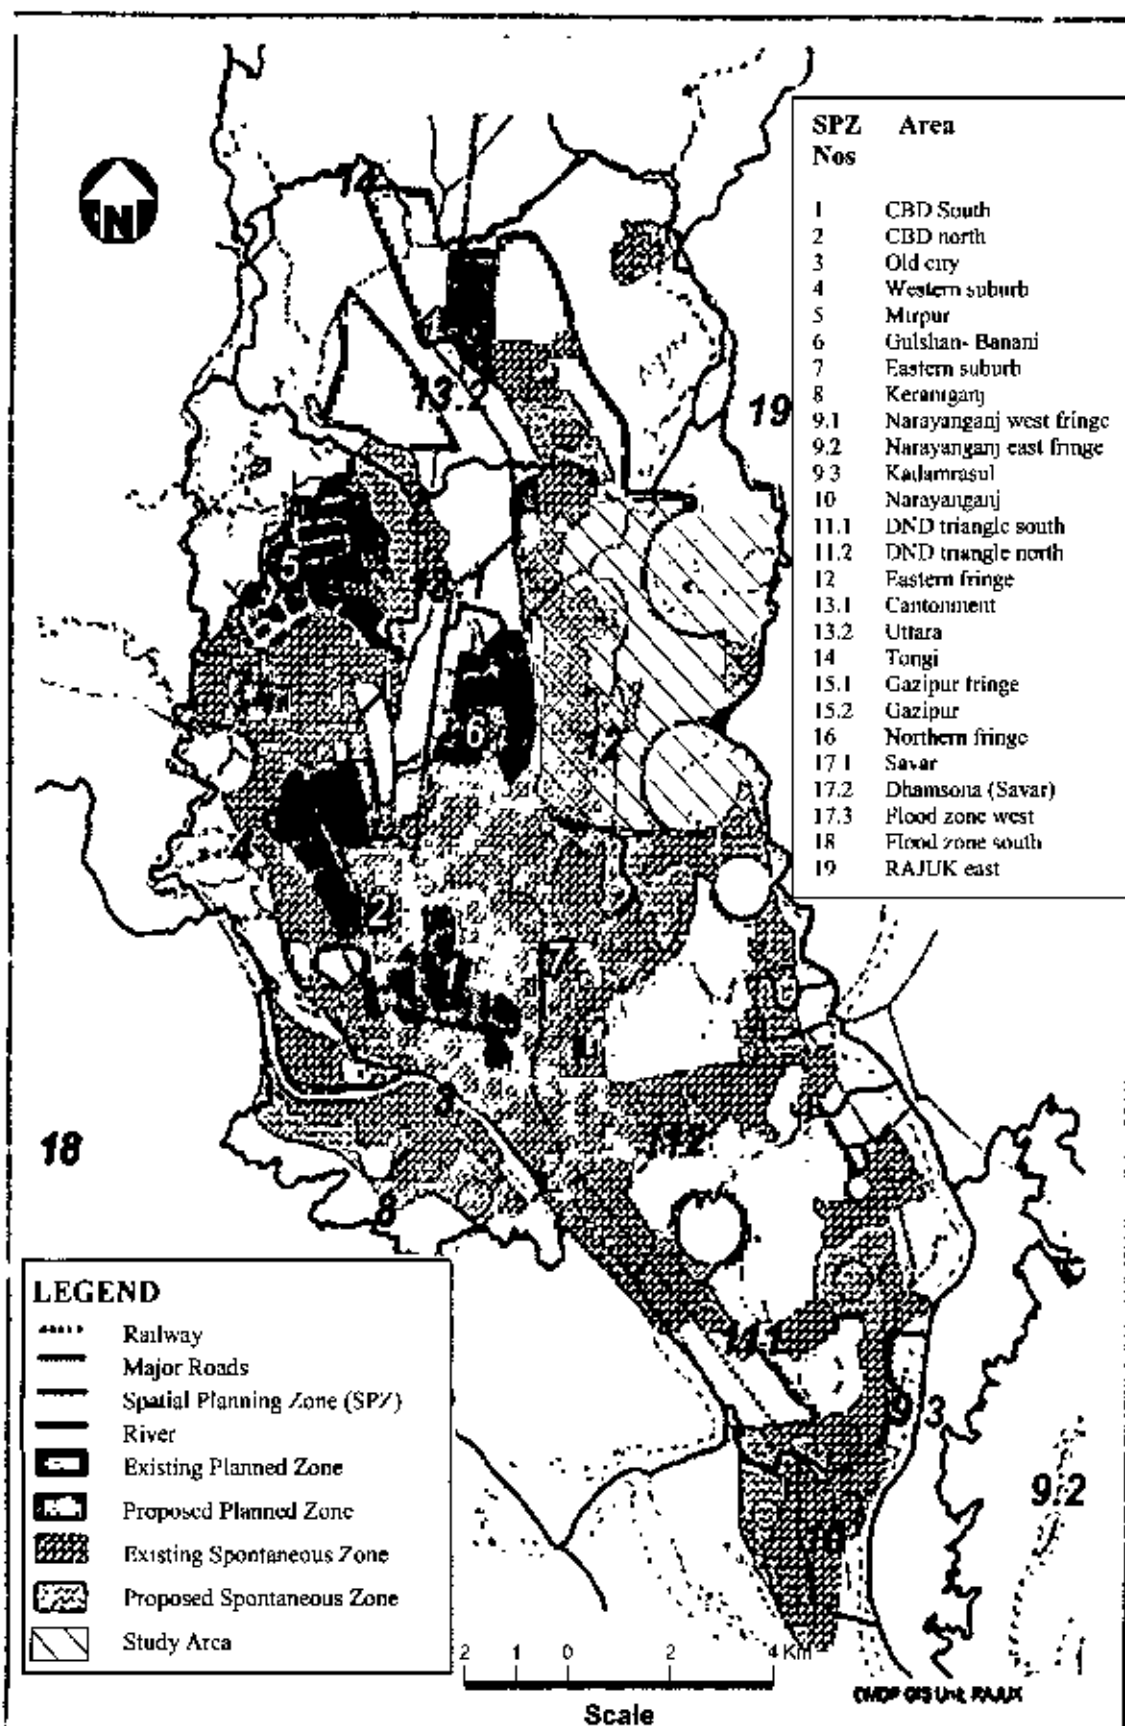 SPZ Area
Nos
1 CBD South
2 CBD north
3 Old city
4 Western suburb
5 Mirpur
6 Gulshan- Banani
7 Eastern suburb
8 Keraniganj
9.1 Narayanganj west fringe
9.2 Narayanganj east fringe
9 3 Kadamrasul
10 Narayanganj
11.1 DND triangle south
11.2 DND triangle north
12 Eastern fringe
13.1 Cantonment
13.2 Uttara
14 Tongi
15.1 Gazipur fringe
15.2 Gazipur
16 Northern fringe
17 1 Savar
17.2 Dhamsona (Savar)
17.3 Flood zone west
18 Flood zone south
19 RAJUK east
N
14
13.2
19
5
6
12
4
2
1
7
3
18
8
9 3
9.2
10
LEGEND
Railway
Major Roads
Spatial Planning Zone (SPZ)
River
Existing Planned Zone
Proposed Planned Zone
Existing Spontaneous Zone
Proposed Spontaneous Zone
Study Area
2 1 0 2 4 Km
Scale
DMDP GIS Unit, RAJUK